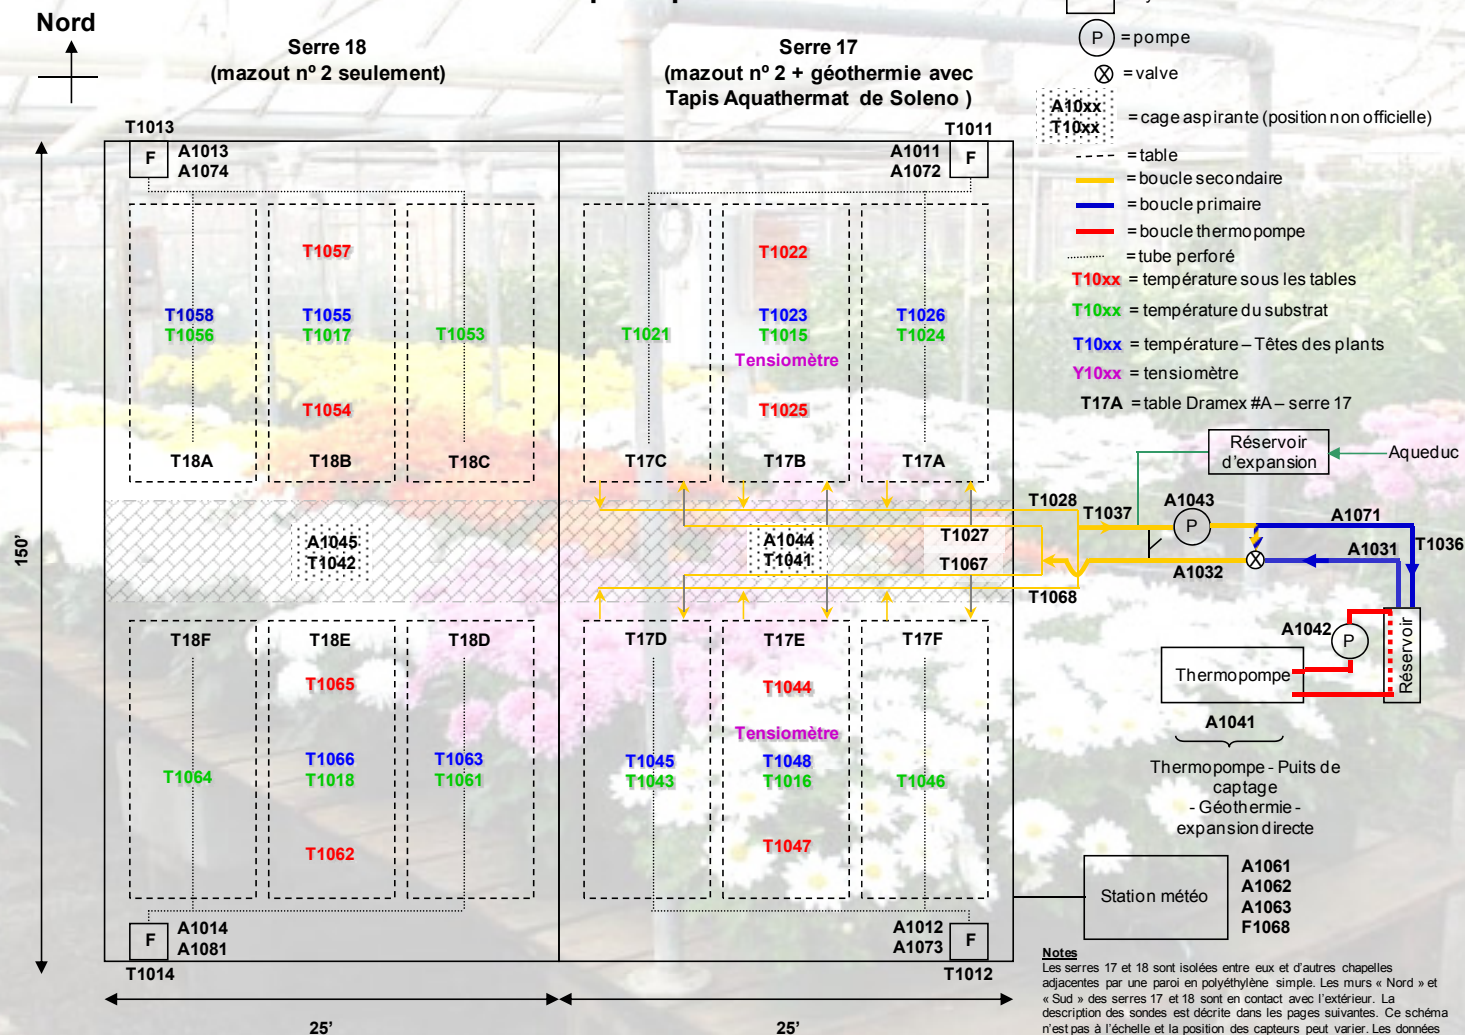 Nord
Serre 18
(mazout nº 2 seulement)
Serre 17
(mazout nº 2 + géothermie avec
Tapis Aquathermat de Soleno )
P = pompe
= valve
A10xx
T10xx
= cage aspirante (position non officielle)
= table
= boucle secondaire
= boucle primaire
= boucle thermopompe
= tube perforé
T10xx = température sous les tables
T10xx = température du substrat
T10xx = température – Têtes des plants
Y10xx = tensiomètre
T17A = table Dramex #A – serre 17
T1013
F
A1013
A1074
T1011
A1011
A1072
F
T1057
T1022
T1058
T1056
T1055
T1017
T1053
T1021
T1023
T1015
Tensiomètre
T1026
T1024
T1054
T1025
T18A
T18B
T18C
T17C
T17B
T17A
Réservoir
d'expansion
Aqueduc
150'
A1045
T1042
A1044
T1041
T1028
T1027
T1067
T1068
T1037
A1043
P
A1071
A1031
T1036
A1032
A1042
P
Réservoir
Thermopompe
A1041
Thermopompe - Puits de
captage
- Géothermie -
expansion directe
T18F
T18E
T18D
T17D
T17E
T17F
T1065
T1044
Tensiomètre
T1064
T1066
T1018
T1063
T1061
T1045
T1043
T1048
T1016
T1046
T1062
T1047
F
A1014
A1081
T1014
A1012
A1073
F
T1012
Station météo
A1061
A1062
A1063
F1068
25'
25'
Notes
Les serres 17 et 18 sont isolées entre eux et d'autres chapelles
adjacentes par une paroi en polyéthylène simple. Les murs « Nord » et
« Sud » des serres 17 et 18 sont en contact avec l'extérieur. La
description des sondes est décrite dans les pages suivantes. Ce schéma
n'est pas à l'échelle et la position des capteurs peut varier. Les données